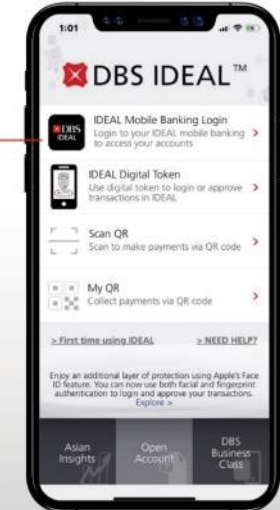 1:01
DBS IDEAL™
DBS
IDEAL
IDEAL Mobile Banking Login
Login to your IDEAL mobile banking
to access your accounts
>
IDEAL Digital Token
Use digital token to login or approve
transactions in IDEAL
>
Scan QR
Scan to make payments via QR code
>
My QR
Collect payments via QR code
>
> First time using IDEAL
> NEED HELP?
Enjoy an additional layer of protection using Apple's Face
ID feature. You can now use both facial and fingerprint
authentication to login and approve your transactions.
Explore >
Asian
Insights
Open
Account
DBS
Business
Class